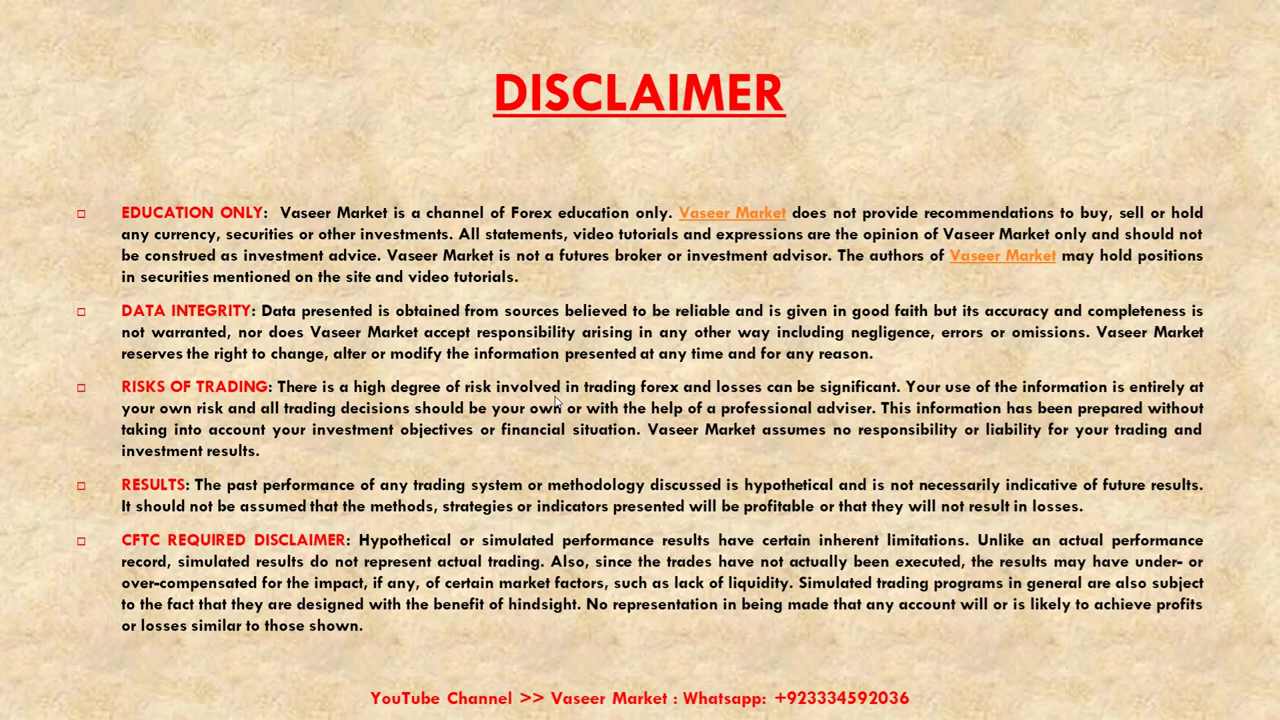 DISCLAIMER
EDUCATION ONLY: Vaseer Market is a channel of Forex education only. Vaseer Market does not provide recommendations to buy, sell or hold
any currency, securities or other investments. All statements, video tutorials and expressions are the opinion of Vaseer Market only and should not
be construed as investment advice. Vaseer Market is not a futures broker or investment advisor. The authors of Vaseer Market may hold positions
in securities mentioned on the site and video tutorials.
DATA INTEGRITY: Data presented is obtained from sources believed to be reliable and is given in good faith but its accuracy and completeness is
not warranted, nor does Vaseer Market accept responsibility arising in any other way including negligence, errors or omissions. Vaseer Market
reserves the right to change, alter or modify the information presented at any time and for any reason.
RISKS OF TRADING: There is a high degree of risk involved in trading forex and losses can be significant. Your use of the information is entirely at
your own risk and all trading decisions should be your own or with the help of a professional adviser. This information has been prepared without
taking into account your investment objectives or financial situation. Vaseer Market assumes no responsibility or liability for your trading and
investment results.
RESULTS: The past performance of any trading system or methodology discussed is hypothetical and is not necessarily indicative of future results.
It should not be assumed that the methods, strategies or indicators presented will be profitable or that they will not result in losses.
CFTC REQUIRED DISCLAIMER: Hypothetical or simulated performance results have certain inherent limitations. Unlike an actual performance
record, simulated results do not represent actual trading. Also, since the trades have not actually been executed, the results may have under- or
over-compensated for the impact, if any, of certain market factors, such as lack of liquidity. Simulated trading programs in general are also subject
to the fact that they are designed with the benefit of hindsight. No representation in being made that any account will or is likely to achieve profits
or losses similar to those shown.
YouTube Channel >> Vaseer Market : Whatsapp: +923334592036